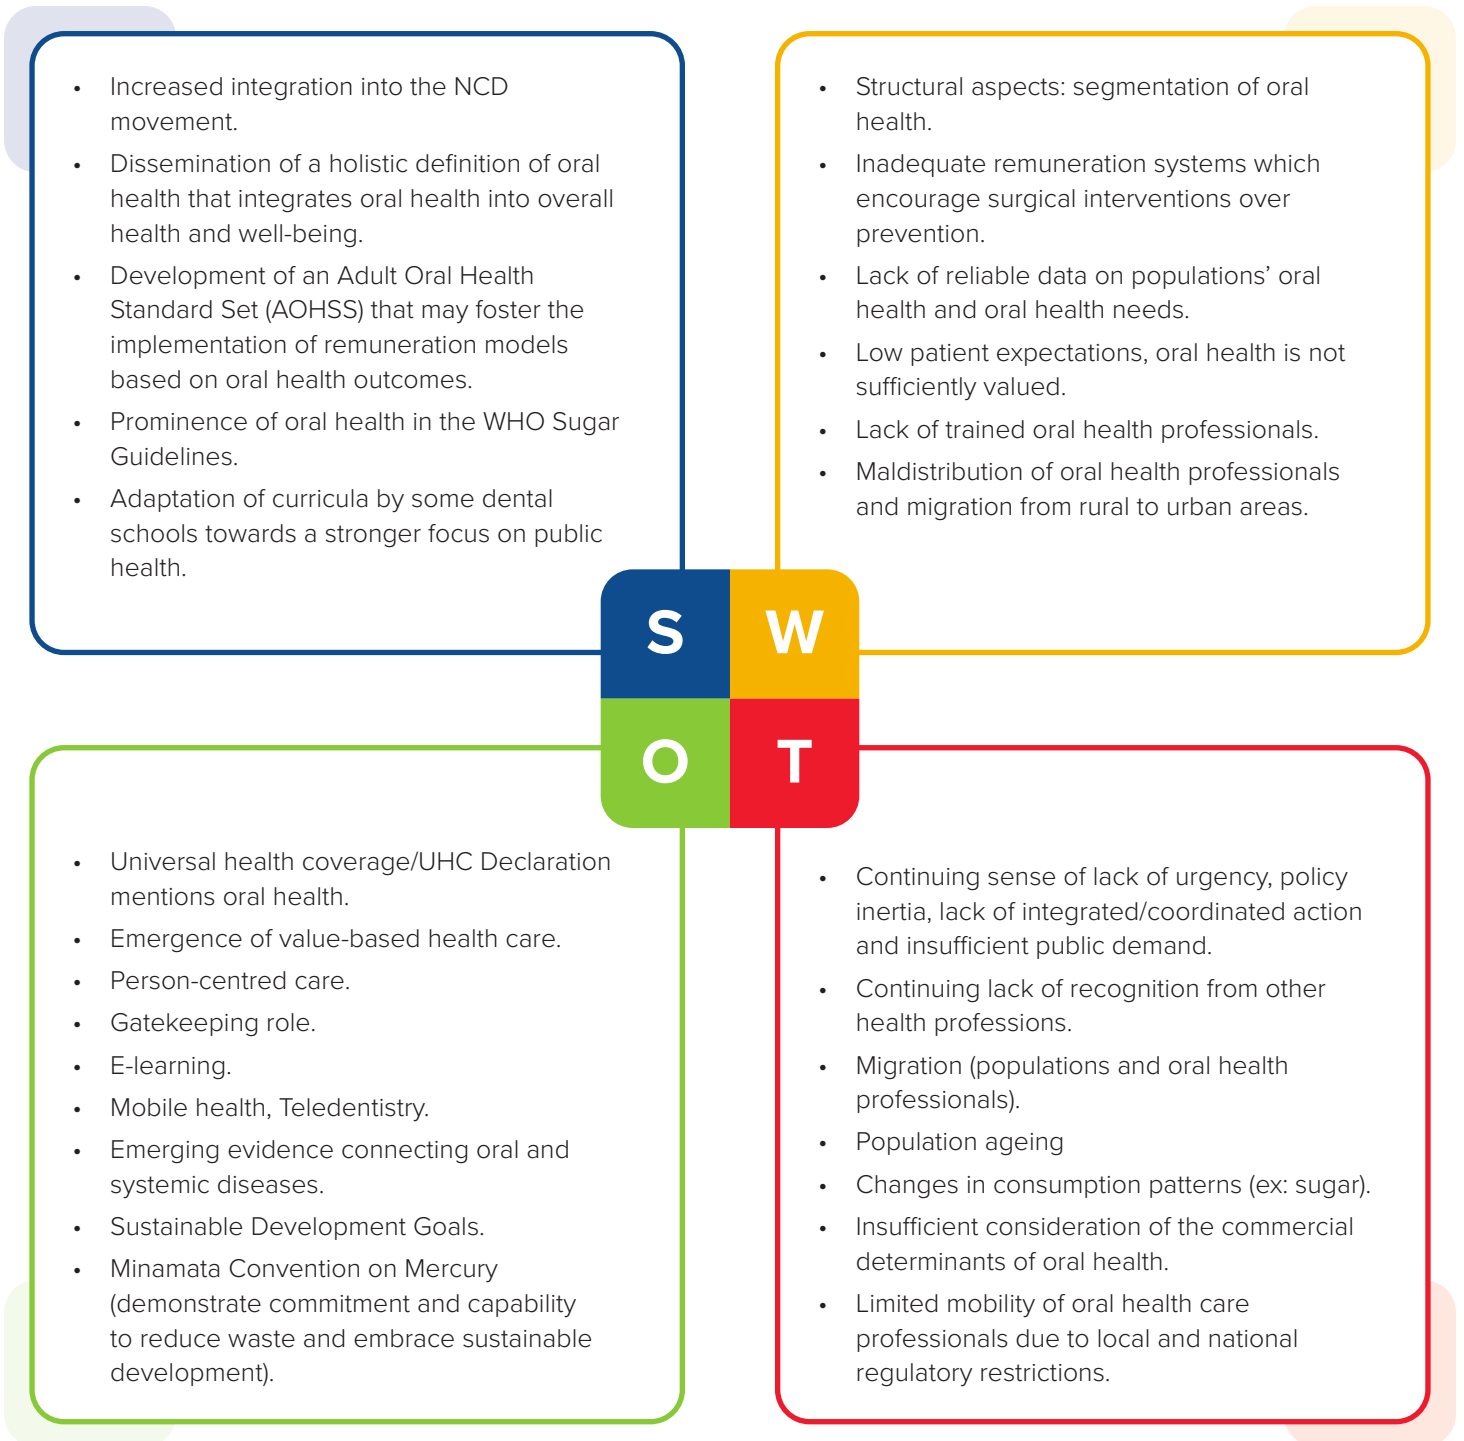 • Increased integration into the NCD
movement.
• Dissemination of a holistic definition of oral
health that integrates oral health into overall
health and well-being.
• Development of an Adult Oral Health
Standard Set (AOHSS) that may foster the
implementation of remuneration models
based on oral health outcomes.
• Prominence of oral health in the WHO Sugar
Guidelines.
• Adaptation of curricula by some dental
schools towards a stronger focus on public
health.
• Structural aspects: segmentation of oral
health.
• Inadequate remuneration systems which
encourage surgical interventions over
prevention.
• Lack of reliable data on populations’ oral
health and oral health needs.
• Low patient expectations, oral health is not
sufficiently valued.
• Lack of trained oral health professionals.
• Maldistribution of oral health professionals
and migration from rural to urban areas.
S W
O T
• Universal health coverage/UHC Declaration
mentions oral health.
• Emergence of value-based health care.
• Person-centred care.
• Gatekeeping role.
• E-learning.
• Mobile health, Teledentistry.
• Emerging evidence connecting oral and
systemic diseases.
• Sustainable Development Goals.
• Minamata Convention on Mercury
(demonstrate commitment and capability
to reduce waste and embrace sustainable
development).
• Continuing sense of lack of urgency, policy
inertia, lack of integrated/coordinated action
and insufficient public demand.
• Continuing lack of recognition from other
health professions.
• Migration (populations and oral health
professionals).
• Population ageing
• Changes in consumption patterns (ex: sugar).
• Insufficient consideration of the commercial
determinants of oral health.
• Limited mobility of oral health care
professionals due to local and national
regulatory restrictions.